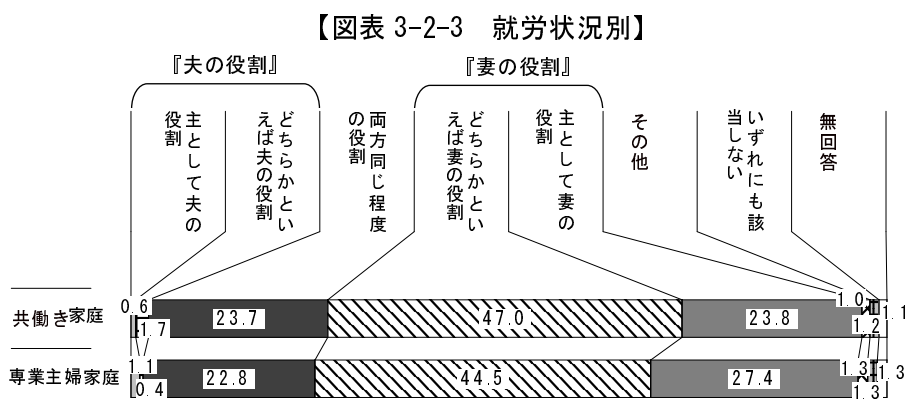 【図表 3-2-3　就労状況別】
『夫の役割』
『妻の役割』
主として夫の
役割
どちらかとい
えば夫の役割
両方同じ程度
の役割
どちらかとい
えば妻の役割
主として妻の
役割
その他
いずれにも該
当しない
無回答
共働き家庭
0.6
1.7
23.7
47.0
23.8
1.0
1.2
1.1
専業主婦家庭
1.1
0.4
22.8
44.5
27.4
1.3
1.3
1.3